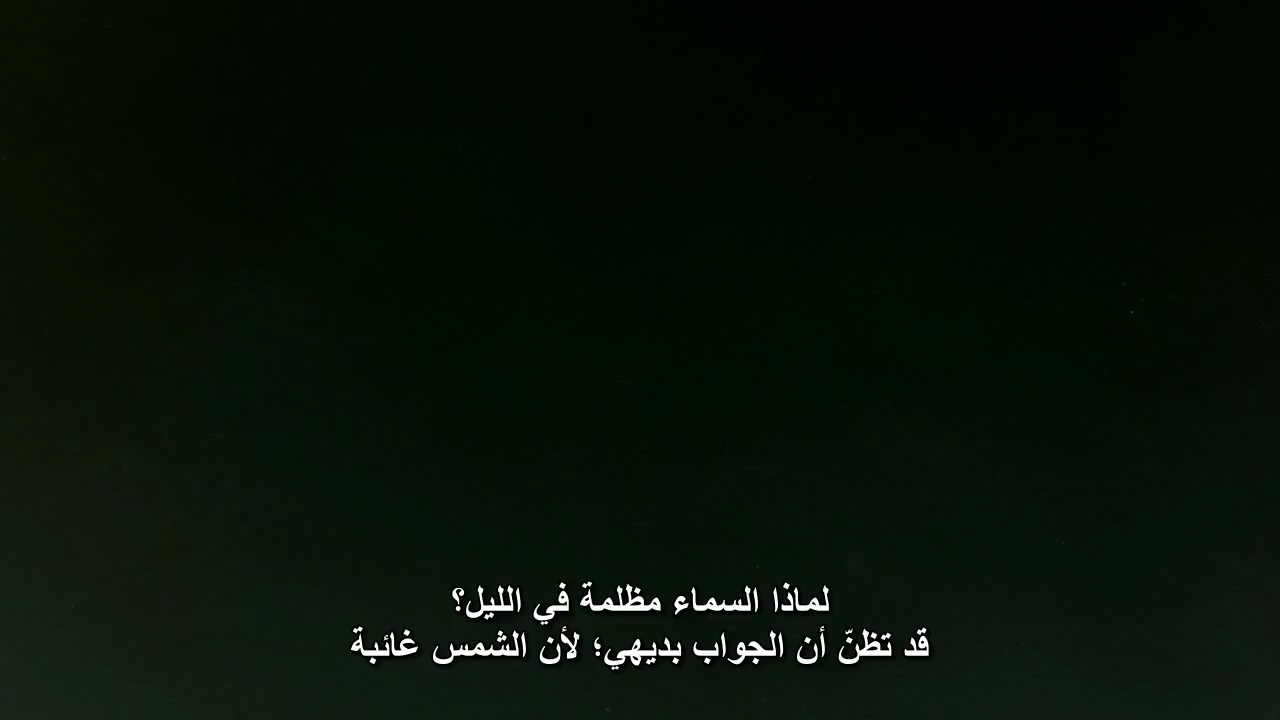 لماذا السماء مظلمة في الليل؟
قد تظنّ أن الجواب بديهي؛ لأن الشمس غائبة